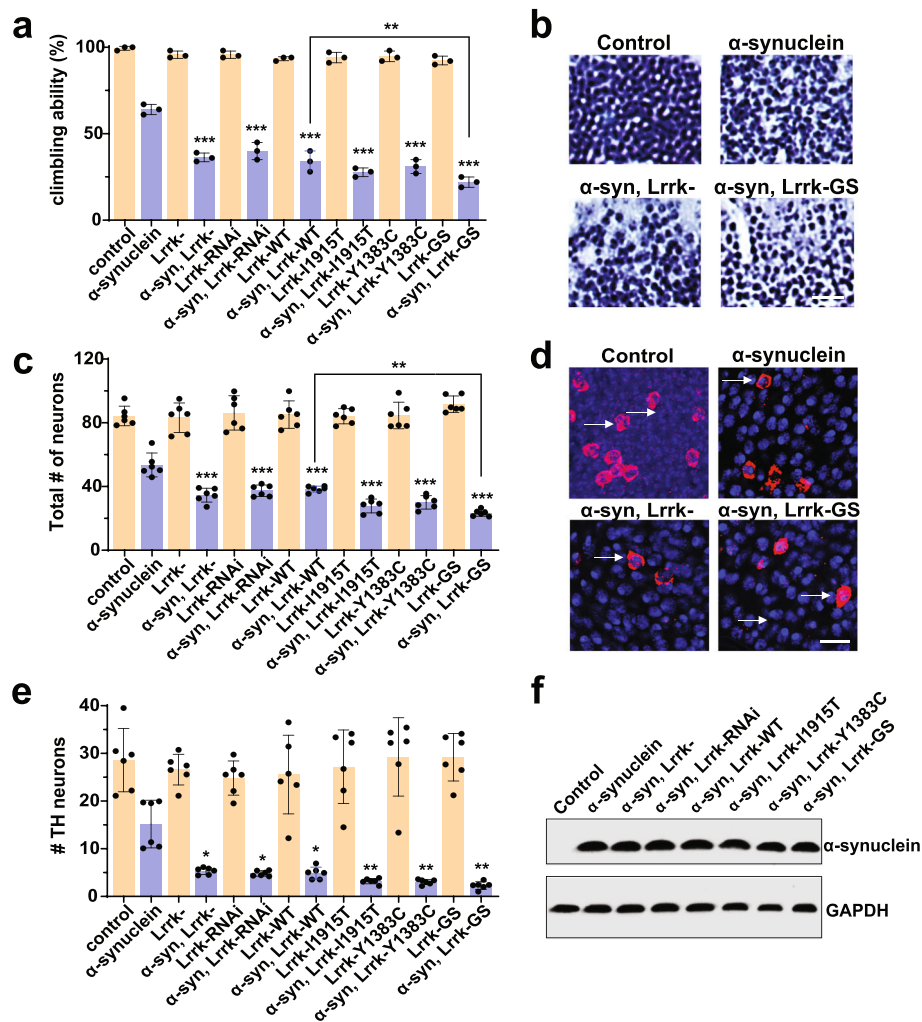 a
climbing ability (%)
100
50
0
**
***
***
***
***
***
***
control
α-synuclein
Lrrk-
α-syn, Lrrk-
Lrrk-RNAi
α-syn, Lrrk-RNAi
Lrrk-WT
α-syn, Lrrk-WT
Lrrk-I1915T
α-syn, Lrrk-I1915T
Lrrk-Y1383C
α-syn, Lrrk-Y1383C
Lrrk-GS
α-syn, Lrrk-GS
b
Control
α-synuclein
α-syn, Lrrk-
α-syn, Lrrk-GS
c
Total # of neurons
120
80
40
0
**
***
***
***
***
***
***
control
α-synuclein
Lrrk-
α-syn, Lrrk-
Lrrk-RNAi
α-syn, Lrrk-RNAi
Lrrk-WT
α-syn, Lrrk-WT
Lrrk-I1915T
α-syn, Lrrk-I1915T
Lrrk-Y1383C
α-syn, Lrrk-Y1383C
Lrrk-GS
α-syn, Lrrk-GS
d
Control
α-synuclein
α-syn, Lrrk-
α-syn, Lrrk-GS
e
# TH neurons
40
30
20
10
0
*
*
*
**
**
**
control
α-synuclein
Lrrk-
α-syn, Lrrk-
Lrrk-RNAi
α-syn, Lrrk-RNAi
Lrrk-WT
α-syn, Lrrk-WT
Lrrk-I1915T
α-syn, Lrrk-I1915T
Lrrk-Y1383C
α-syn, Lrrk-Y1383C
Lrrk-GS
α-syn, Lrrk-GS
f
Control
α-synuclein
α-syn, Lrrk-
α-syn, Lrrk-RNAi
α-syn, Lrrk-WT
α-syn, Lrrk-I1915T
α-syn, Lrrk-Y1383C
α-syn, Lrrk-GS
α-synuclein
GAPDH